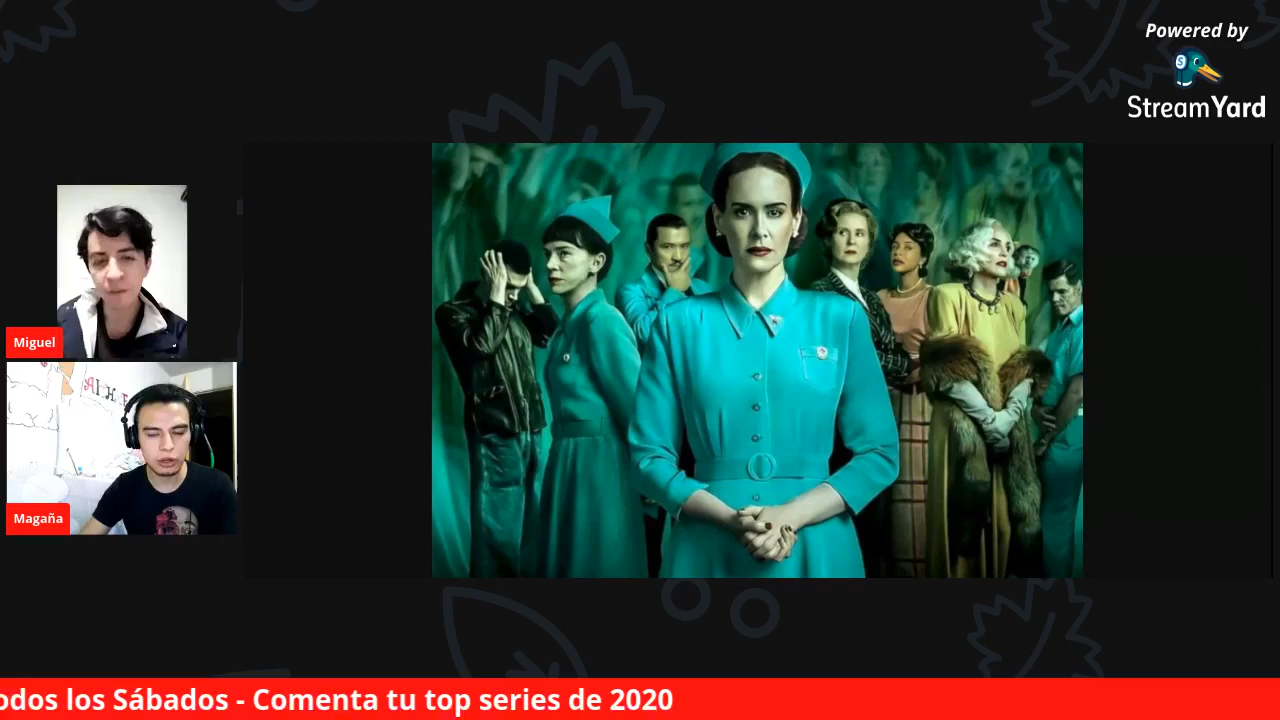 Powered by
StreamYard
Miguel
Magaña
odos los Sábados - Comenta tu top series de 2020